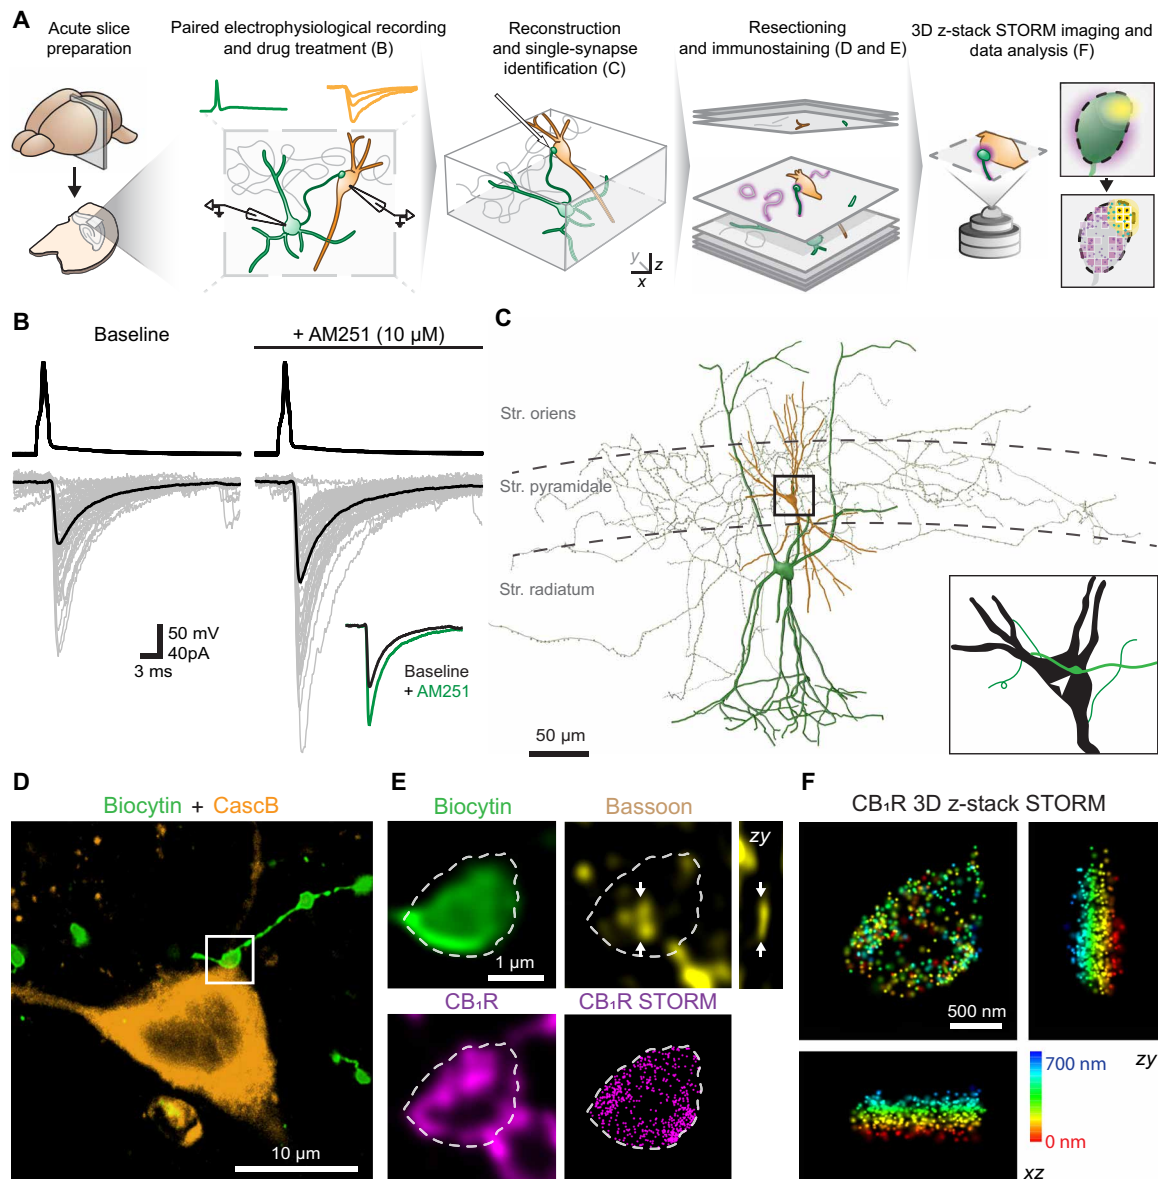 A
Acute slice
preparation
Paired electrophysiological recording
and drug treatment (B)
Reconstruction
and single-synapse
identification (C)
Resectioning
and immunostaining (D and E)
3D z-stack STORM imaging and
data analysis (F)
y
z
x
B
Baseline
+ AM251 (10 µM)
50 mV
40pA
3 ms
Baseline
+ AM251
C
Str. oriens
Str. pyramidale
Str. radiatum
50 µm
D
Biocytin + CascB
10 µm
E
Biocytin
Bassoon
zy
1 µm
CB₁R
CB₁R STORM
F
CB₁R 3D z-stack STORM
500 nm
700 nm
zy
0 nm
xz